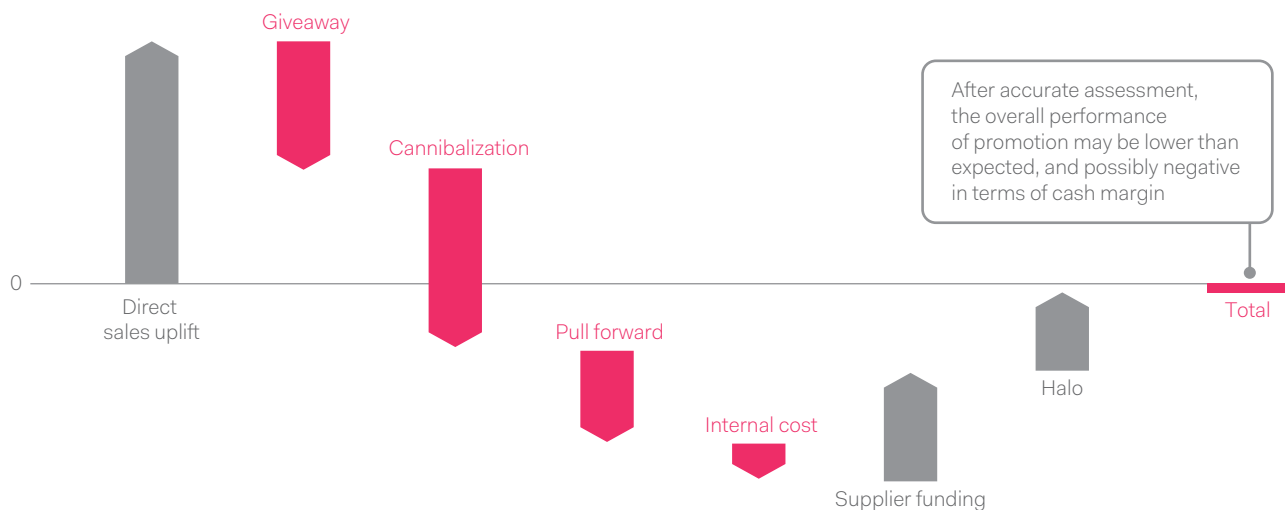 Giveaway
Cannibalization
After accurate assessment,
the overall performance
of promotion may be lower than
expected, and possibly negative
in terms of cash margin
0
Direct
sales uplift
Pull forward
Internal cost
Supplier funding
Halo
Total